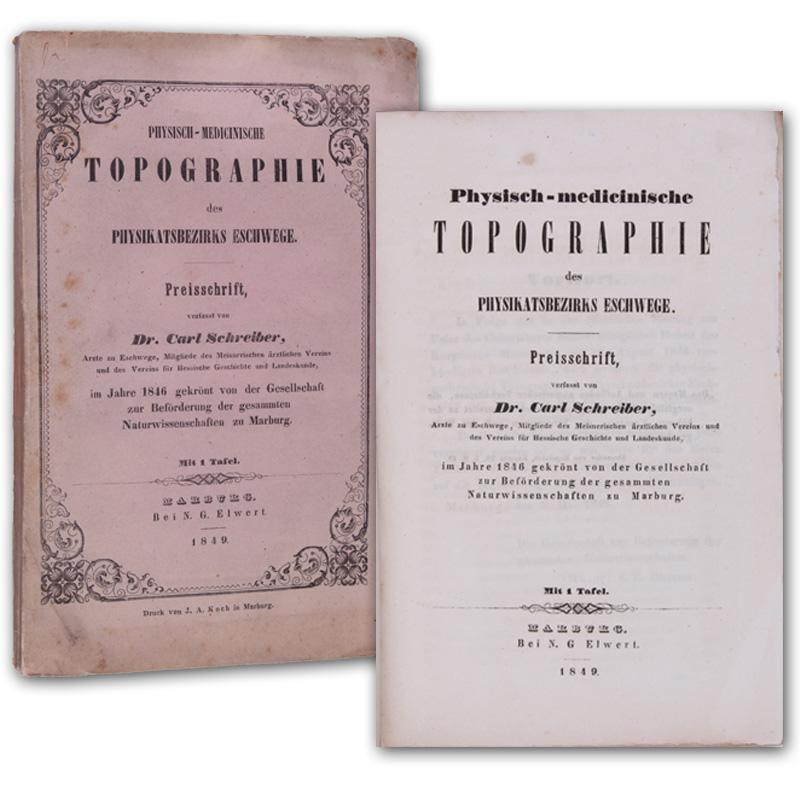 PHYSISCH-MEDICINISCHE
TOPOGRAPHIE
des
PHYSIKATSBEZIRKS ESCHWEGE.
Preisschrift,
verfasst von
Dr. Carl Schreiber,
Arzte zu Eschwege, Mitgliede des Meisnerischen ärztlichen Vereins
und des Vereins für Hessische Geschichte und Landeskunde,
im Jahre 1846 gekrönt von der Gesellschaft
zur Beförderung der gesammten
Naturwissenschaften zu Marburg.
Mit 1 Tafel.
MARBURG.
Bei N. G. Elwert.
1849.
Druck von J. A. Koch in Marburg.
Physisch-medicinische
TOPOGRAPHIE
des
PHYSIKATSBEZIRKS ESCHWEGE.
Preisschrift,
verfasst von
Dr. Carl Schreiber,
Arzte zu Eschwege, Mitgliede des Meisnerischen ärztlichen Vereins und
des Vereins für Hessische Geschichte und Landeskunde,
im Jahre 1846 gekrönt von der Gesellschaft
zur Beförderung der gesammten
Naturwissenschaften zu Marburg.
Mit 1 Tafel.
MARBURG.
Bei N. G Elwert.
1849.